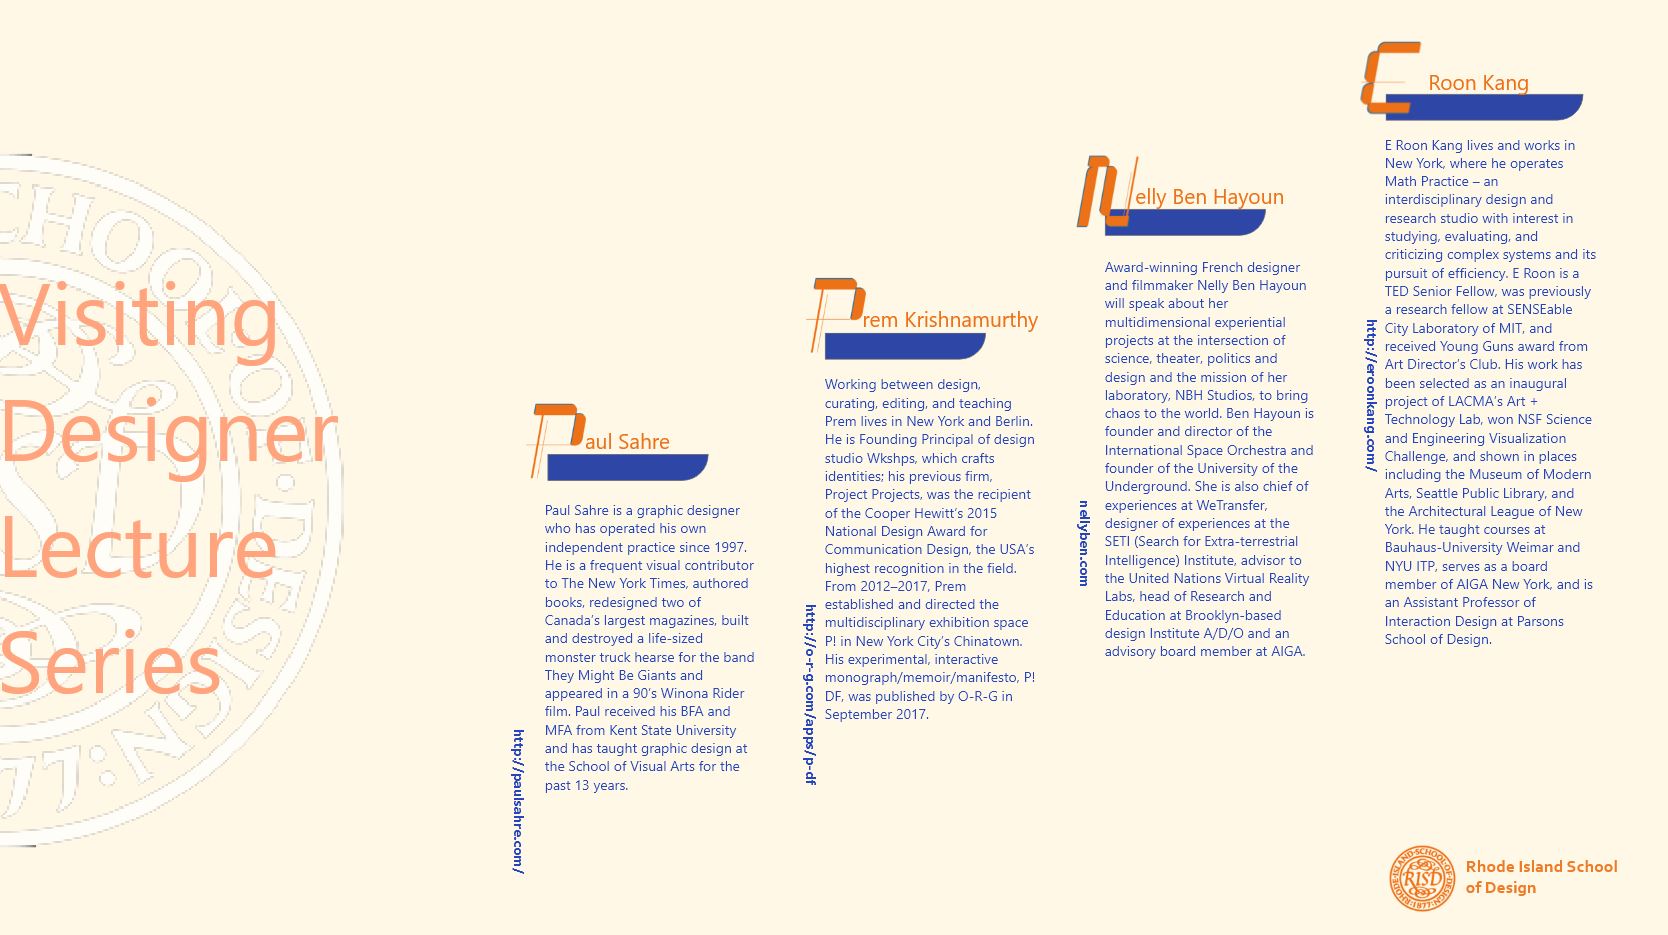 Visiting
Designer
Lecture
Series
Paul Sahre
Paul Sahre is a graphic designer
who has operated his own
independent practice since 1997.
He is a frequent visual contributor
to The New York Times, authored
books, redesigned two of
Canada's largest magazines, built
and destroyed a life-sized
monster truck hearse for the band
They Might Be Giants and
appeared in a 90's Winona Rider
film. Paul received his BFA and
MFA from Kent State University
and has taught graphic design at
the School of Visual Arts for the
past 13 years.
http://paulsahre.com/
Prem Krishnamurthy
Working between design,
curating, editing, and teaching
Prem lives in New York and Berlin.
He is Founding Principal of design
studio Wkshps, which crafts
identities; his previous firm,
Project Projects, was the recipient
of the Cooper Hewitt's 2015
National Design Award for
Communication Design, the USA's
highest recognition in the field.
From 2012–2017, Prem
established and directed the
multidisciplinary exhibition space
P! in New York City's Chinatown.
His experimental, interactive
monograph/memoir/manifesto, P!
DF, was published by O-R-G in
September 2017.
http://o-r-g.com/apps/p-df
Nelly Ben Hayoun
Award-winning French designer
and filmmaker Nelly Ben Hayoun
will speak about her
multidimensional experiential
projects at the intersection of
science, theater, politics and
design and the mission of her
laboratory, NBH Studios, to bring
chaos to the world. Ben Hayoun is
founder and director of the
International Space Orchestra and
founder of the University of the
Underground. She is also chief of
experiences at WeTransfer,
designer of experiences at the
SETI (Search for Extra-terrestrial
Intelligence) Institute, advisor to
the United Nations Virtual Reality
Labs, head of Research and
Education at Brooklyn-based
design Institute A/D/O and an
advisory board member at AIGA.
nellyben.com
E Roon Kang
E Roon Kang lives and works in
New York, where he operates
Math Practice – an
interdisciplinary design and
research studio with interest in
studying, evaluating, and
criticizing complex systems and its
pursuit of efficiency. E Roon is a
TED Senior Fellow, was previously
a research fellow at SENSEable
City Laboratory of MIT, and
received Young Guns award from
Art Director's Club. His work has
been selected as an inaugural
project of LACMA's Art +
Technology Lab, won NSF Science
and Engineering Visualization
Challenge, and shown in places
including the Museum of Modern
Arts, Seattle Public Library, and
the Architectural League of New
York. He taught courses at
Bauhaus-University Weimar and
NYU ITP, serves as a board
member of AIGA New York, and is
an Assistant Professor of
Interaction Design at Parsons
School of Design.
http://eroonkang.com/
RISD
Rhode Island School
of Design